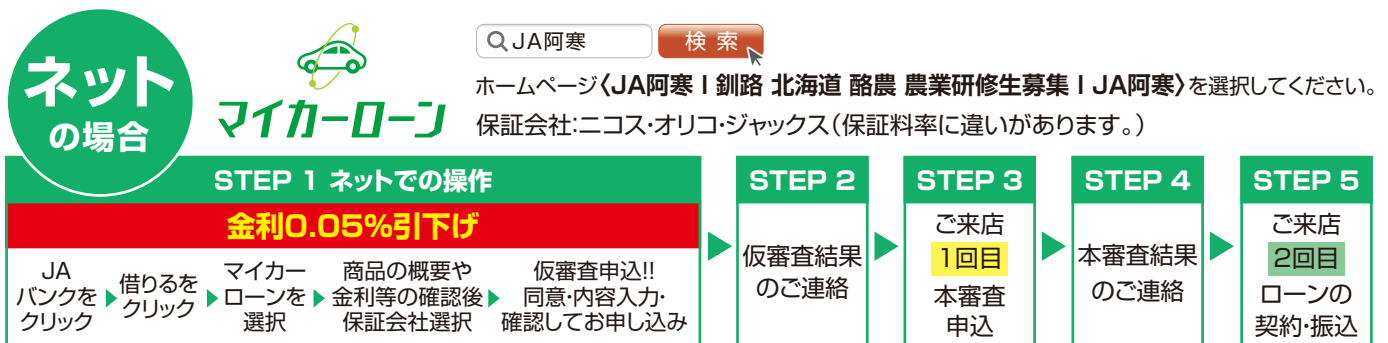 ネット
の場合
マイカーローン
JA阿寒
検索
ホームページ〈JA阿寒 | 釧路 北海道 酪農 農業研修生募集 | JA阿寒〉を選択してください。
保証会社:ニコス・オリコ・ジャックス(保証料率に違いがあります。)
STEP 1 ネットでの操作
金利0.05%引下げ
JA
バンクを
クリック
借りるを
クリック
マイカー
ローンを
選択
商品の概要や
金利等の確認後
保証会社選択
仮審査申込!!
同意・内容入力・
確認してお申し込み
STEP 2
仮審査結果
のご連絡
STEP 3
ご来店
1回目
本審査
申込
STEP 4
本審査結果
のご連絡
STEP 5
ご来店
2回目
ローンの
契約・振込